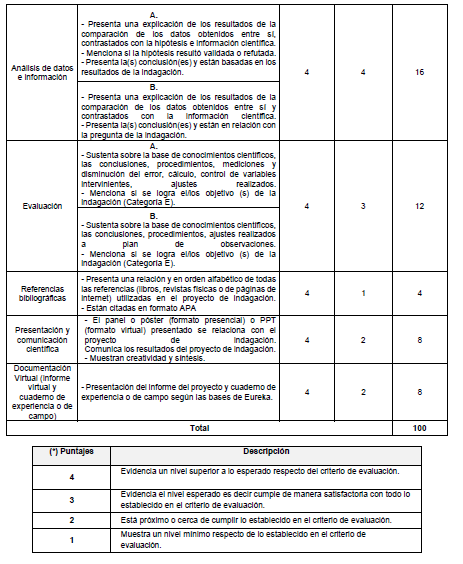 A.
- Presenta una explicación de los resultados de la
comparación de los datos obtenidos entre sí,
contrastados con la hipótesis e información científica.
- Menciona si la hipótesis resultó validada o refutada.
- Presenta la(s) conclusión(es) y están basadas en los
resultados de la indagación.
Análisis de datos
e información
4
4
16
B.
- Presenta una explicación de los resultados de la
comparación de los datos obtenidos entre sí y
contrastados con la información científica.
- Presenta la(s) conclusión(es) y están en relación con
la pregunta de la indagación.
A.
- Sustenta sobre la base de conocimientos científicos,
las conclusiones, procedimientos, mediciones y
disminución del error, cálculo, control de variables
intervinientes, ajustes realizados.
- Menciona si se logra el/los objetivo (s) de la
indagación (Categoría E).
Evaluación
4
3
12
B.
- Sustenta sobre la base de conocimientos científicos,
las conclusiones, procedimientos, ajustes realizados
a plan de observaciones.
- Menciona si se logra el/los objetivo (s) de la
indagación (Categoría E).
Referencias
bibliográficas
- Presenta una relación y en orden alfabético de todas
las referencias (libros, revistas físicas o de páginas de
internet) utilizadas en el proyecto de indagación.
- Están citadas en formato APA
4
1
4
Presentación y
comunicación
científica
- El panel o póster (formato presencial) o PPT
(formato virtual) presentado se relaciona con el
proyecto de indagación.
Comunica los resultados del proyecto de indagación.
- Muestran creatividad y síntesis.
4
2
8
Documentación
Virtual (informe
virtual y
cuaderno de
experiencia o de
campo)
- Presentación del informe del proyecto y cuaderno de
experiencia o de campo según las bases de Eureka.
4
2
8
Total
100
(*) Puntajes
Descripción
4
Evidencia un nivel superior a lo esperado respecto del criterio de evaluación.
3
Evidencia el nivel esperado es decir cumple de manera satisfactoria con todo lo
establecido en el criterio de evaluación.
2
Está próximo o cerca de cumplir lo establecido en el criterio de evaluación.
1
Muestra un nivel mínimo respecto de lo establecido en el criterio de
evaluación.